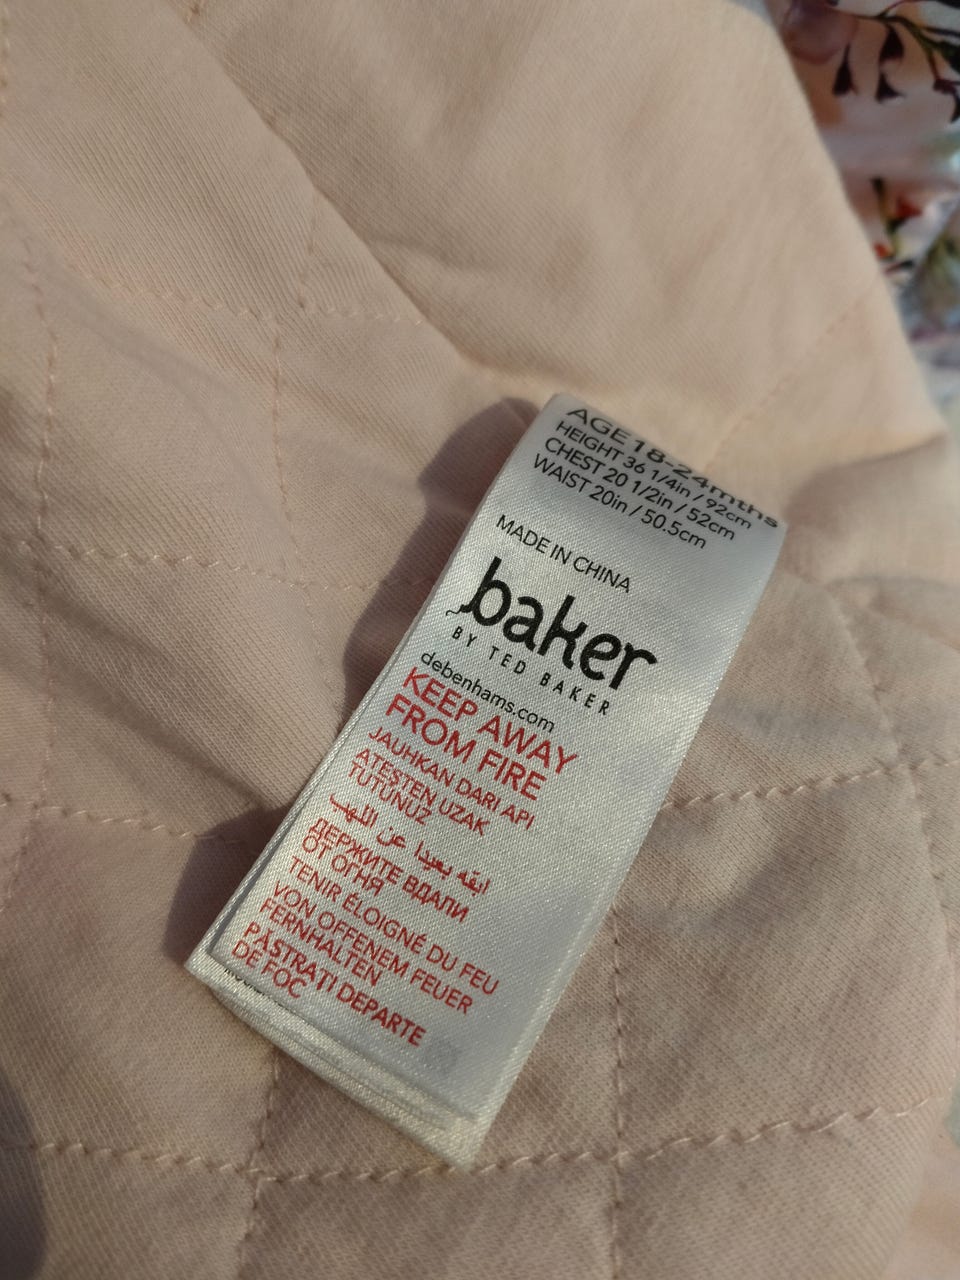 AGE 18-24mths
HEIGHT 36 1/4in / 92cm
CHEST 20 1/2in / 52cm
WAIST 20in / 50.5cm
MADE IN CHINA
baker
BY TED BAKER
debenhams.com
KEEP AWAY
FROM FIRE
JAUHKAN DARI API
ATEŞTEN UZAK
TUTUNUZ
ابقه بعيدا عن اللهب
ДЕРЖИТЕ ВДАЛИ
ОТ ОГНЯ
TENIR ÉLOIGNÉ DU FEU
VON OFFENEM FEUER
FERNHALTEN
PĂSTRAȚI DEPARTE
DE FOC